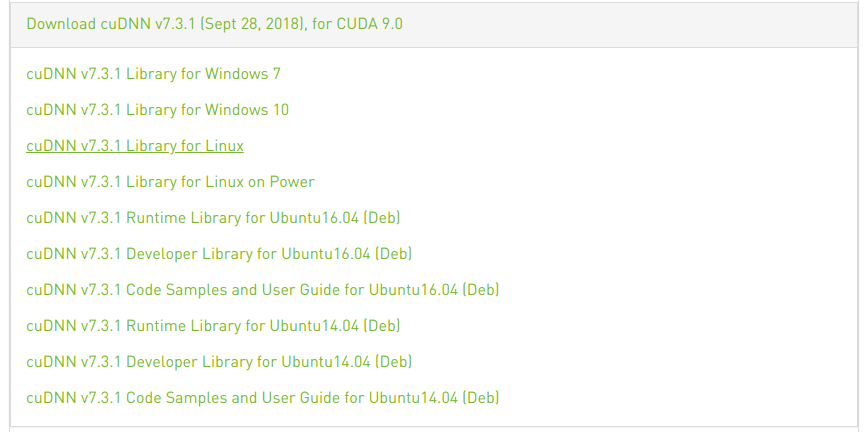 Download cuDNN v7.3.1 (Sept 28, 2018), for CUDA 9.0
cuDNN v7.3.1 Library for Windows 7
cuDNN v7.3.1 Library for Windows 10
cuDNN v7.3.1 Library for Linux
cuDNN v7.3.1 Library for Linux on Power
cuDNN v7.3.1 Runtime Library for Ubuntu16.04 (Deb)
cuDNN v7.3.1 Developer Library for Ubuntu16.04 (Deb)
cuDNN v7.3.1 Code Samples and User Guide for Ubuntu16.04 (Deb)
cuDNN v7.3.1 Runtime Library for Ubuntu14.04 (Deb)
cuDNN v7.3.1 Developer Library for Ubuntu14.04 (Deb)
cuDNN v7.3.1 Code Samples and User Guide for Ubuntu14.04 (Deb)